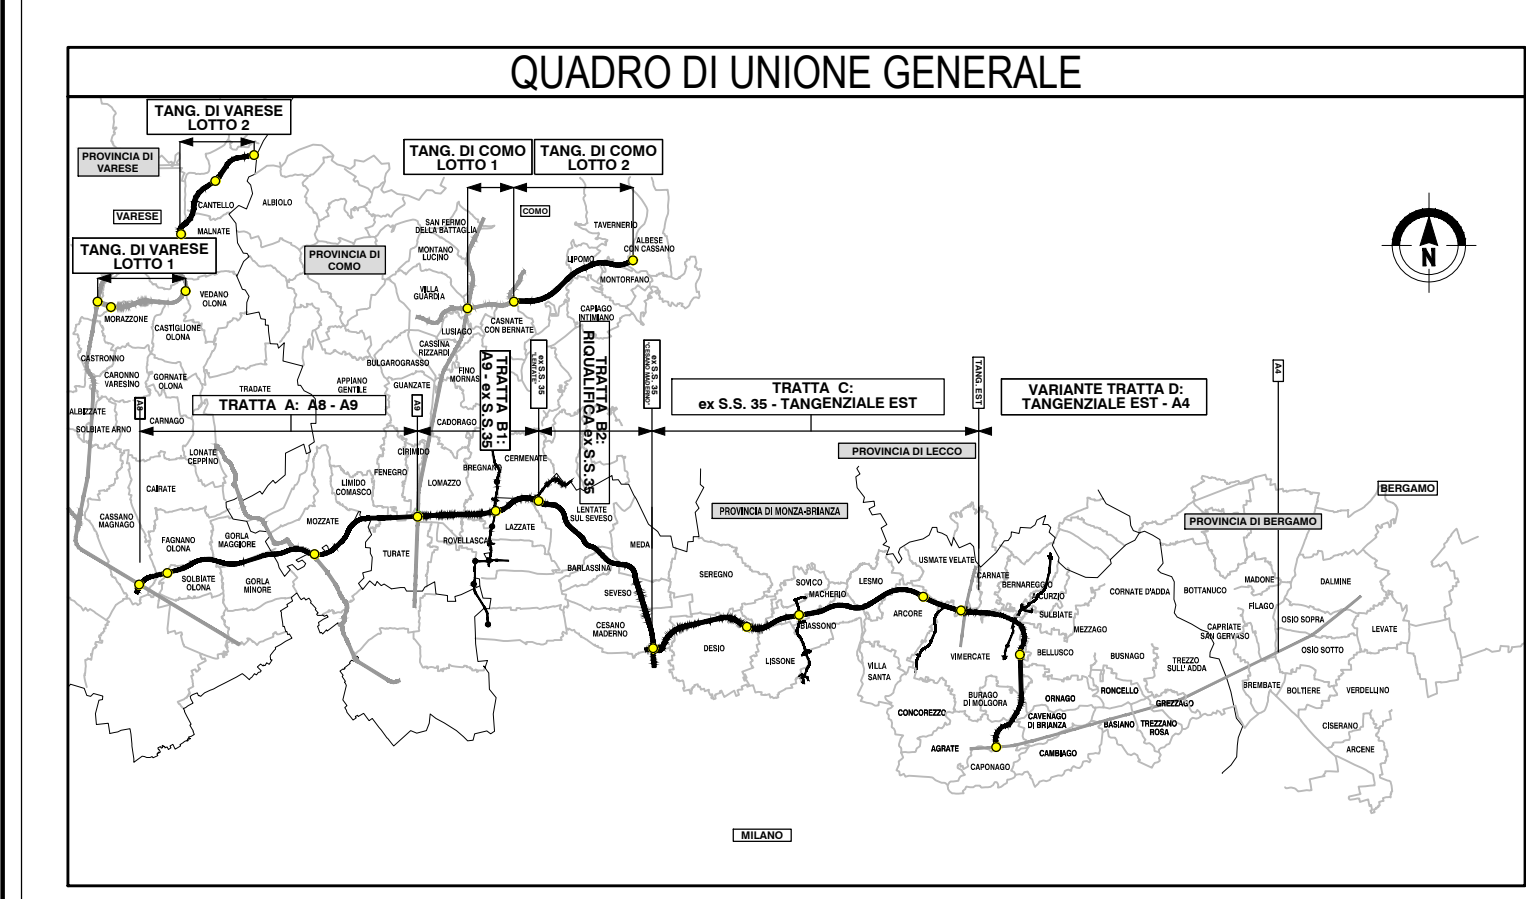 QUADRO DI UNIONE GENERALE
TANG. DI VARESE
LOTTO 2
PROVINCIA DI
VARESE
TANG. DI COMO
LOTTO 1
TANG. DI COMO
LOTTO 2
CANTELLO
ALBIOLO
VARESE
MALNATE
COMO
SAN FERMO
DELLA BATTAGLIA
TAVERNERIO
ALBESE
CON CASSANO
TANG. DI VARESE
LOTTO 1
PROVINCIA DI
COMO
MONTANO
LUCINO
LIPOMO
MONTORFANO
N
VILLA
GUARDIA
VEDANO
OLONA
MORAZZONE
CASTIGLIONE
OLONA
LUSIAGO
CASNATE
CON BERNATE
CAPIAGO
INTIMIANO
CASSINA
RIZZARDI
CASTRONNO
BULGAROGRASSO
CARONNO
VARESINO
GORNATE
OLONA
TRADATE
APPIANO
GENTILE
GUANZATE
FINO
MORNAS
TRATTA B1:
A9 - ex S.S.35
ex S.S. 35
"LENTATE"
TRATTA B2:
RIQUALIFICA ex S.S.35
ex S.S. 35
"CESANO MADERNO"
TRATTA C:
ex S.S. 35 - TANGENZIALE EST
TANG. EST
VARIANTE TRATTA D:
TANGENZIALE EST - A4
A4
ALBIZZATE
A8
TRATTA A: A8 - A9
A9
CARNAGO
SOLBIATE ARNO
CADORAGO
LONATE
CEPPINO
CIRIMIDO
CERMENATE
PROVINCIA DI LECCO
CAIRATE
LIMIDO
COMASCO
FENEGRO
LOMAZZO
BREGNANO
BERGAMO
CASSANO
MAGNAGO
MOZZATE
LAZZATE
LENTATE
SUL SEVESO
PROVINCIA DI MONZA-BRIANZA
PROVINCIA DI BERGAMO
FAGNANO
OLONA
GORLA
MAGGIORE
ROVELLASCA
MEDA
TURATE
SOLBIATE
OLONA
GORLA
MINORE
BARLASSINA
SEREGNO
SOVICO
MACHERIO
LESMO
USMATE VELATE
CARNATE
BERNAREGGIO
CORNATE D'ADDA
BOTTANUCO
MADONE
DALMINE
SEVESO
FILAGO
ARCORE
SULBIATE
OSIO SOPRA
CESANO
MADERNO
BIASSONO
MEZZAGO
CAPRIATE
SAN GERVASO
LEVATE
DESIO
LISSONE
VILLA
SANTA
VIMERCATE
BELLUSCO
BUSNAGO
TREZZO
SULL' ADDA
OSIO SOTTO
BURAGO
DI MOLGORA
ORNAGO
RONCELLO
GREZZAGO
BREMBATE
BOLTIERE
VERDELLINO
CONCOREZZO
CAVENAGO
DI BRIANZA
BASIANO
TREZZANO
ROSA
CISERANO
AGRATE
CAMBIAGO
ARCENE
CAPONAGO
MILANO